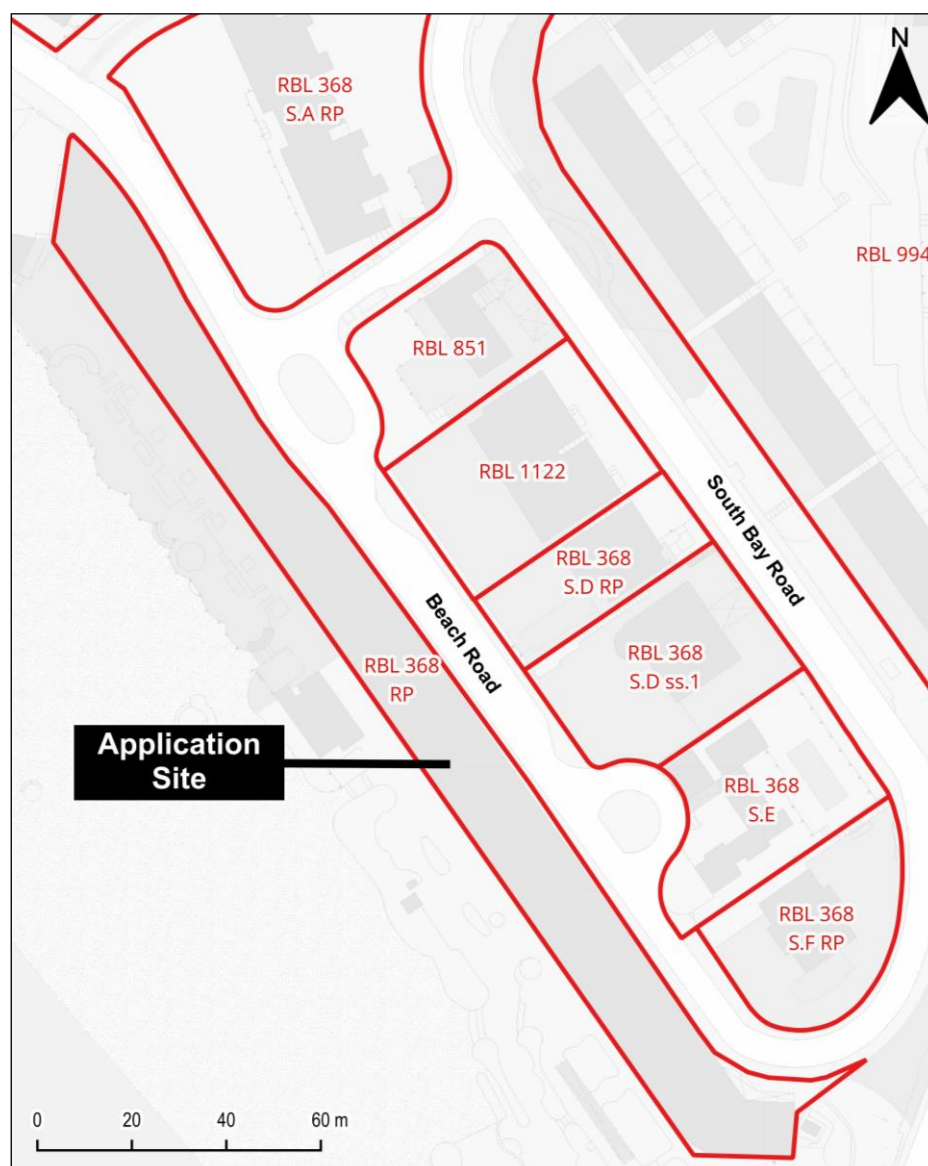 N
RBL 368
S.A RP
RBL 994
RBL 851
RBL 1122
South Bay Road
RBL 368
S.D RP
Beach Road
RBL 368
RP
RBL 368
S.D ss.1
Application
Site
RBL 368
S.E
RBL 368
S.F RP
0 20 40 60 m